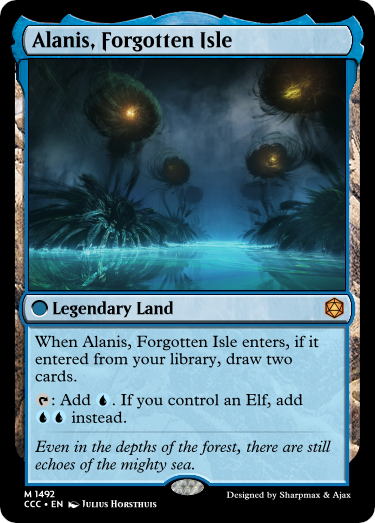 Alanis, Forgotten Isle
Legendary Land
When Alanis, Forgotten Isle enters, if it
entered from your library, draw two
cards.
: Add . If you control an Elf, add
instead.
Even in the depths of the forest, there are still
echoes of the mighty sea.
M 1492
CCC • EN Julius Horsthuis
Designed by Sharpmax & Ajax